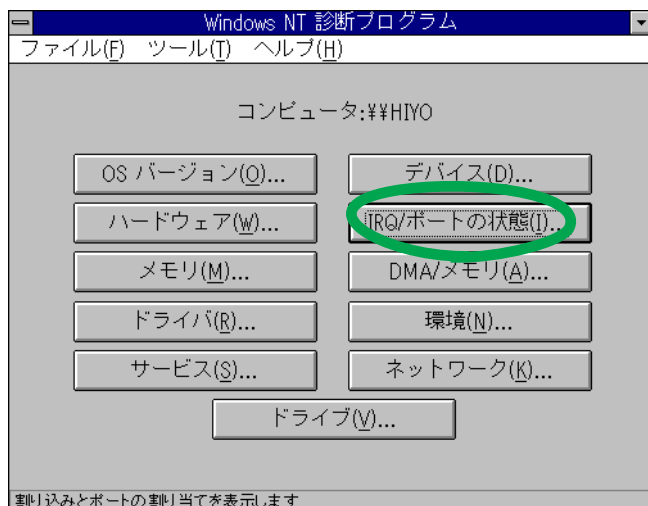 Windows NT 診断プログラム
ファイル(F) ツール(T) ヘルプ(H)
コンピュータ:¥¥HIYO
OS バージョン(O)... デバイス(D)...
ハードウェア(W)... IRQ/ポートの状態(I)...
メモリ(M)... DMA/メモリ(A)...
ドライバ(R)... 環境(N)...
サービス(S)... ネットワーク(K)...
ドライブ(V)...
割り込みとポートの割り当てを表示します